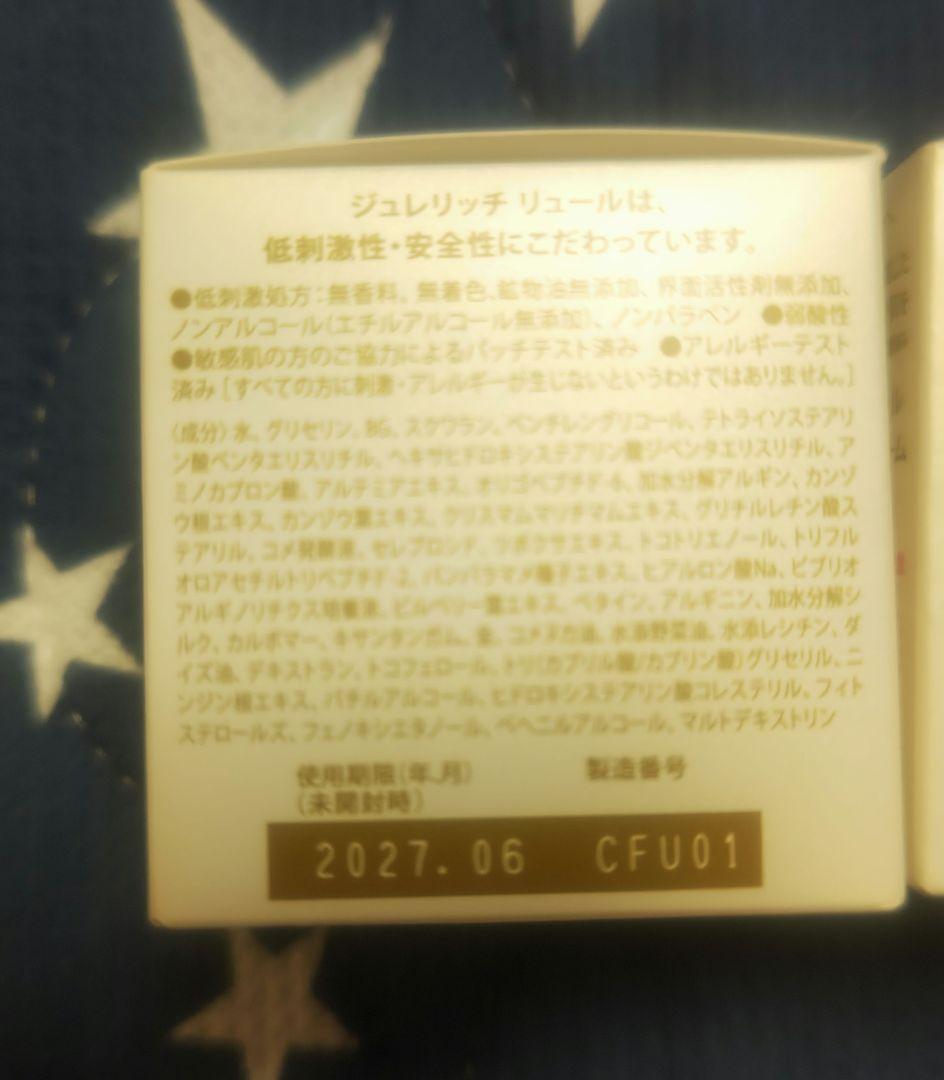 ジュレリッチ リュールは、
低刺激性・安全性にこだわっています。
●低刺激処方:無香料、無着色、鉱物油無添加、界面活性剤無添加、
ノンアルコール(エチルアルコール無添加)、ノンパラベン ●弱酸性
●敏感肌の方のご協力によるパッチテスト済み ●アレルギーテスト
済み[すべての方に刺激・アレルギーが生じないというわけではありません。]
〈成分〉水、グリセリン、BG、スクワラン、ペンチレングリコール、テトライソステアリ
ン酸ペンタエリスリチル、ヘキサヒドロキシステアリン酸ジペンタエリスリチル、ア
ミノカプロン酸、アルテミアエキス、オリゴペプチド-6、加水分解アルギン、カンゾ
ウ根エキス、カンゾウ葉エキス、クリスマムマリチマムエキス、グリチルレチン酸ス
テアリル、コメ発酵液、セレブロシド、ツボクサエキス、トコトリエノール、トリフル
オロアセチルトリペプチド-2、バンバラマメ種子エキス、ヒアルロン酸Na、ビブリオ
アルギノリチクス培養液、ビルベリー葉エキス、ベタイン、アルギニン、加水分解シ
ルク、カルボマー、キサンタンガム、金、コメヌカ油、水添野菜油、水添レシチン、ダ
イズ油、デキストラン、トコフェロール、トリ(カプリル酸/カプリン酸)グリセリル、ニ
ンジン根エキス、バチルアルコール、ヒドロキシステアリン酸コレステリル、フィト
ステロールズ、フェノキシエタノール、ベヘニルアルコール、マルトデキストリン
使用期限(年、月) 製造番号
(未開封時)
2027.06 CFU01